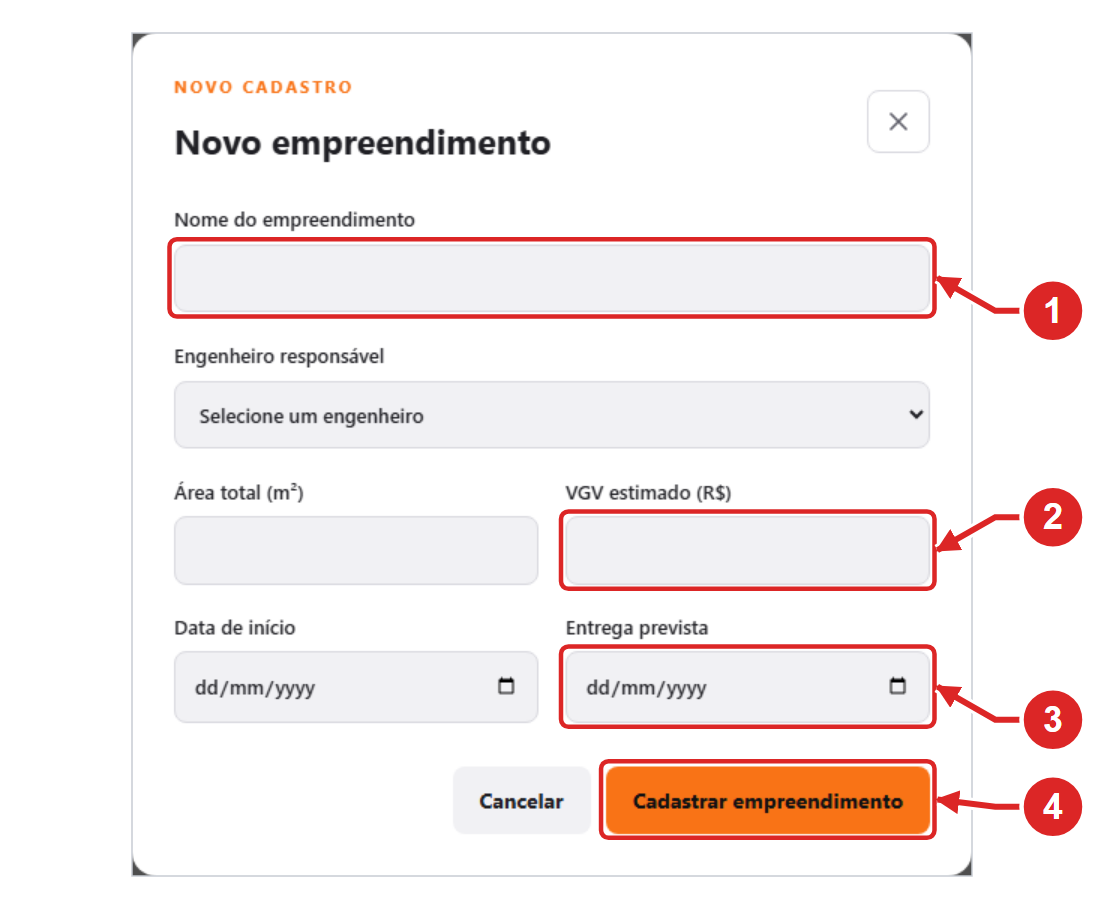 NOVO CADASTRO
Novo empreendimento
Nome do empreendimento
1
Engenheiro responsável
Selecione um engenheiro
Área total (m²)
VGV estimado (R$)
2
Data de início
Entrega prevista
dd/mm/yyyy
dd/mm/yyyy
3
Cancelar
Cadastrar empreendimento
4